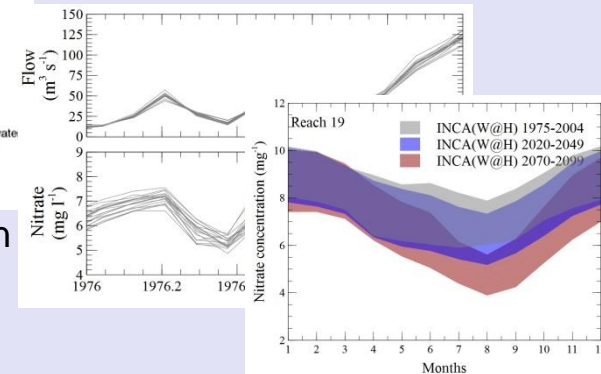 150
125
100
75
50
25
0
Flow
(m³ s⁻¹)
9
8
7
6
5
4
Nitrate
(mg l⁻¹)
1976
1976.2
1976
12
10
8
6
4
2
Nitrate concentration (mg⁻¹)
Reach 19
INCA(W@H) 1975-2004
INCA(W@H) 2020-2049
INCA(W@H) 2070-2099
1 2 3 4 5 6 7 8 9 10 11 1
Months